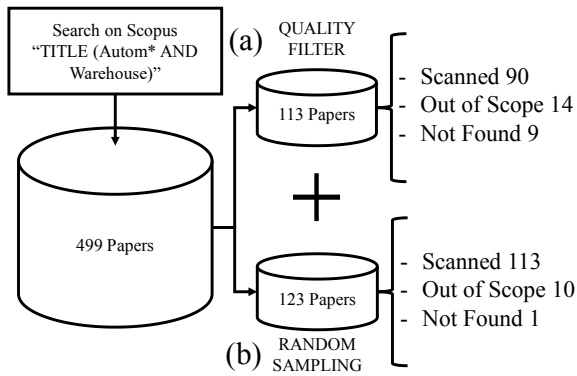 Search on Scopus
“TITLE (Autom* AND
Warehouse)”
499 Papers
(a)
QUALITY
FILTER
113 Papers
- Scanned 90
- Out of Scope 14
- Not Found 9
+
123 Papers
(b)
RANDOM
SAMPLING
- Scanned 113
- Out of Scope 10
- Not Found 1